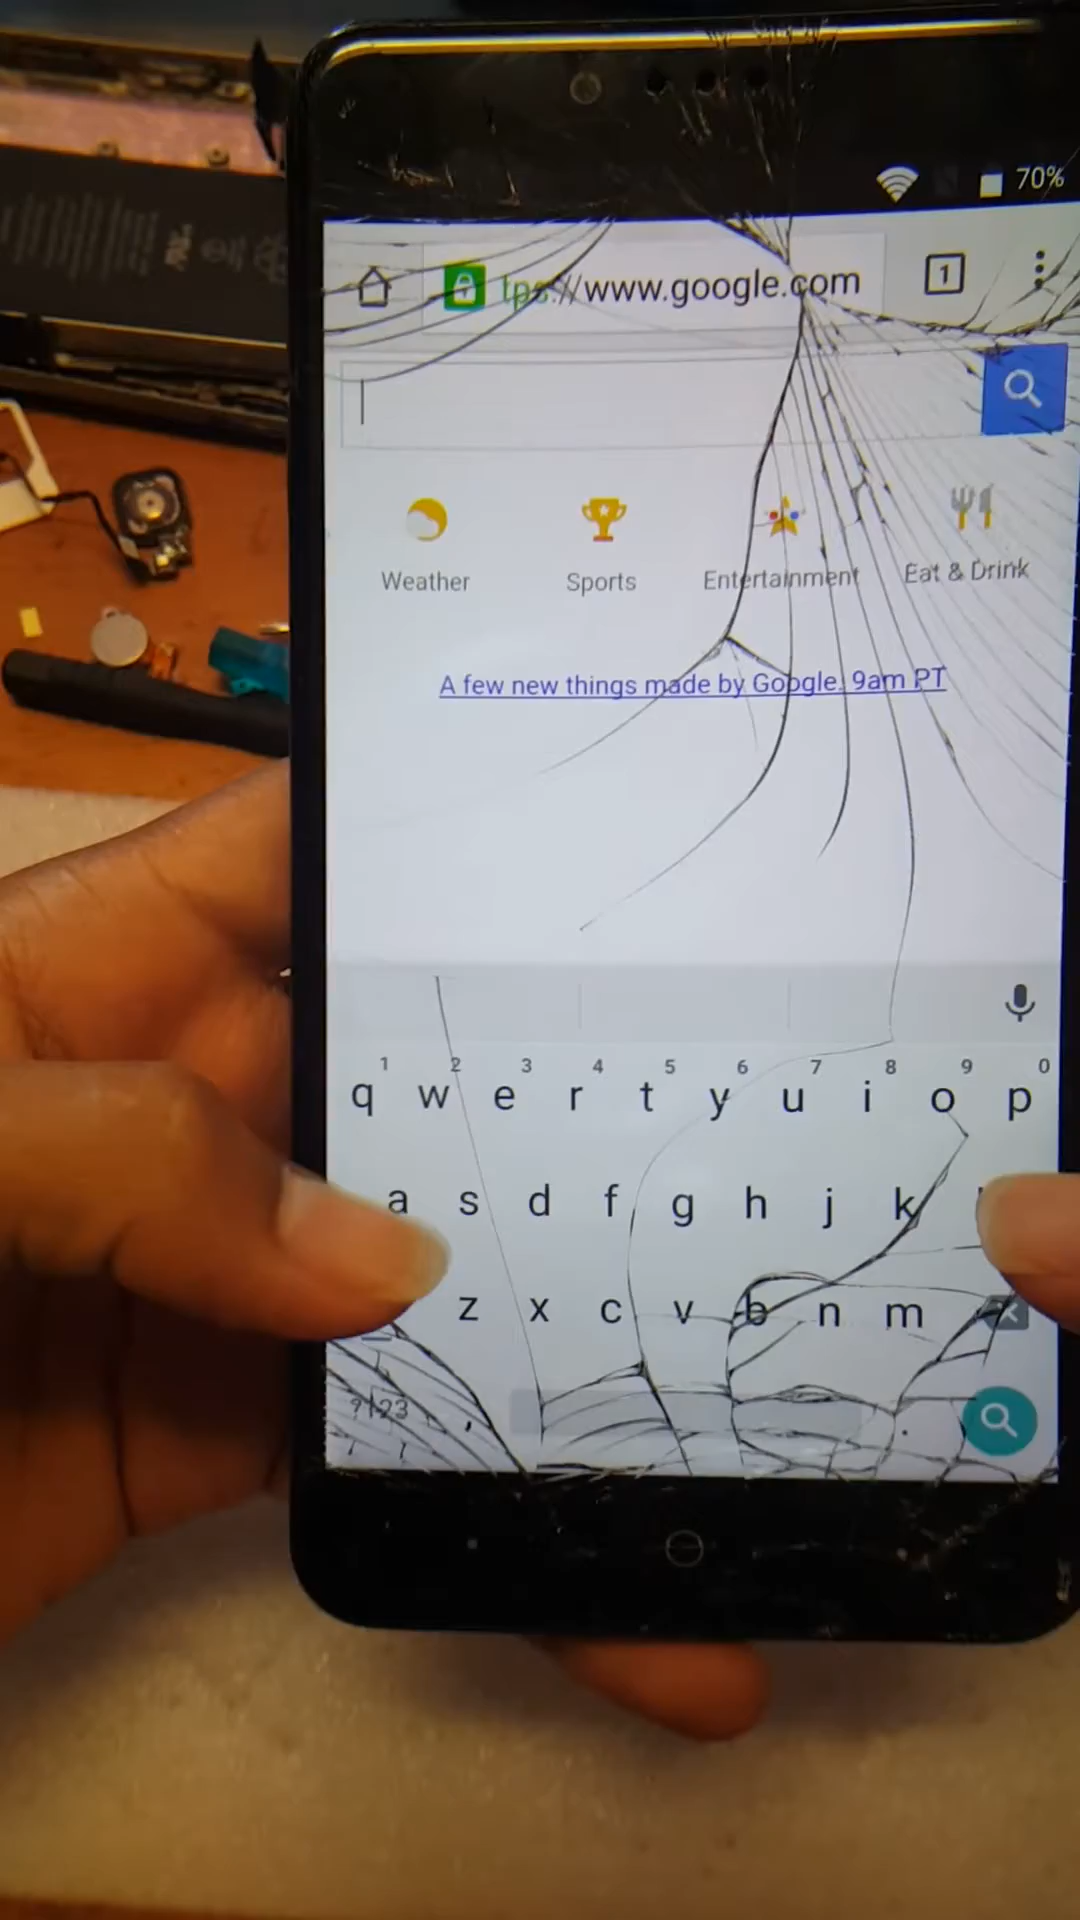 70%
tps://www.google.com 1
Weather Sports Entertainment Eat & Drink
A few new things made by Google. 9am PT
1 2 3 4 5 6 7 8 9 0
q w e r t y u i o p
a s d f g h j k
z x c v b n m
?123 , .